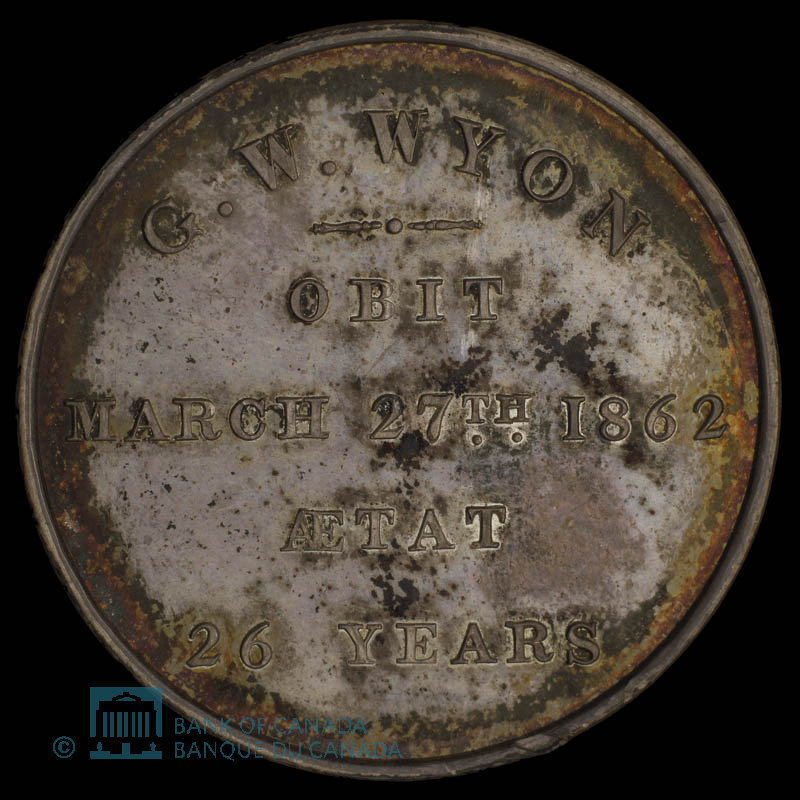 G. W. WYON
OBIT
MARCH 27TH 1862
ÆTAT
26 YEARS
© BANK OF CANADA
BANQUE DU CANADA